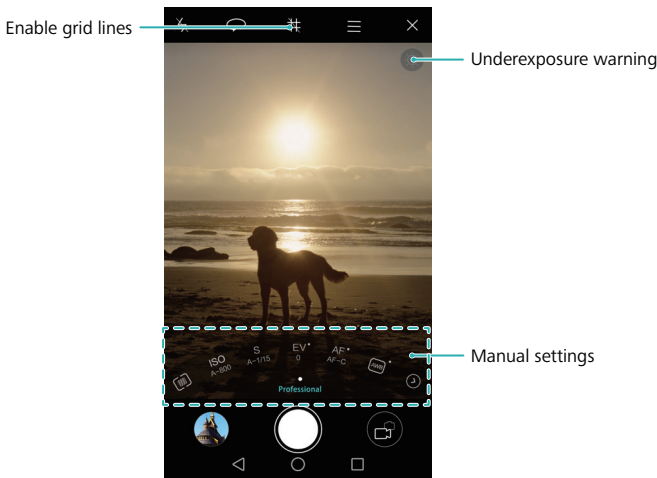 Enable grid lines
Underexposure warning
ISO
A-800
S
A-1/15
EV•
0
AF•
AF-C
AWB
Manual settings
Professional